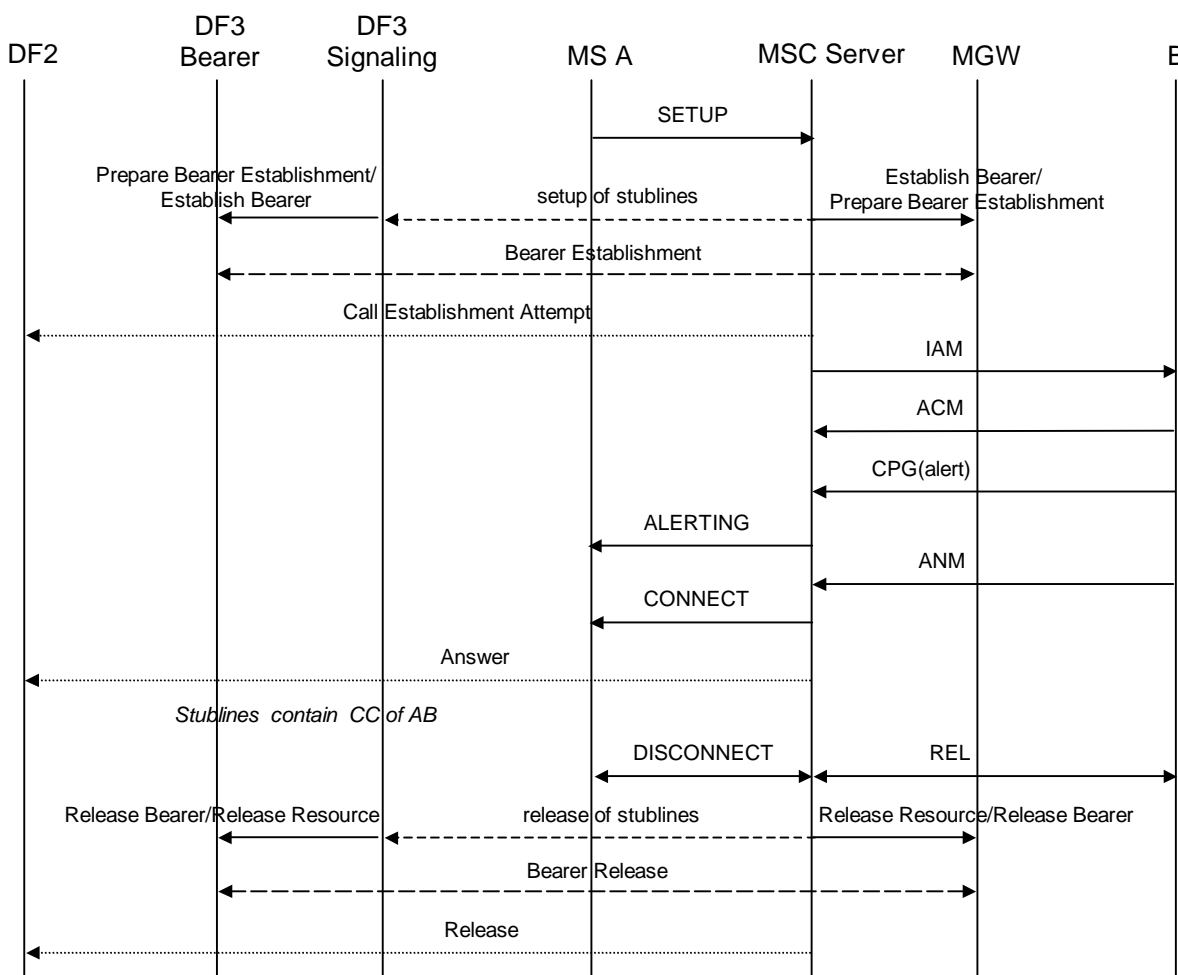 DF2
DF3
Bearer
DF3
Signaling
MS A
MSC Server
MGW
SETUP
Prepare Bearer Establishment/
Establish Bearer
setup of stublines
Establish Bearer/
Prepare Bearer Establishment
Bearer Establishment
Call Establishment Attempt
IAM
ACM
CPG(alert)
ALERTING
ANM
CONNECT
Answer
Stublines contain CC of AB
DISCONNECT
REL
Release Bearer/Release Resource
release of stublines
Release Resource/Release Bearer
Bearer Release
Release